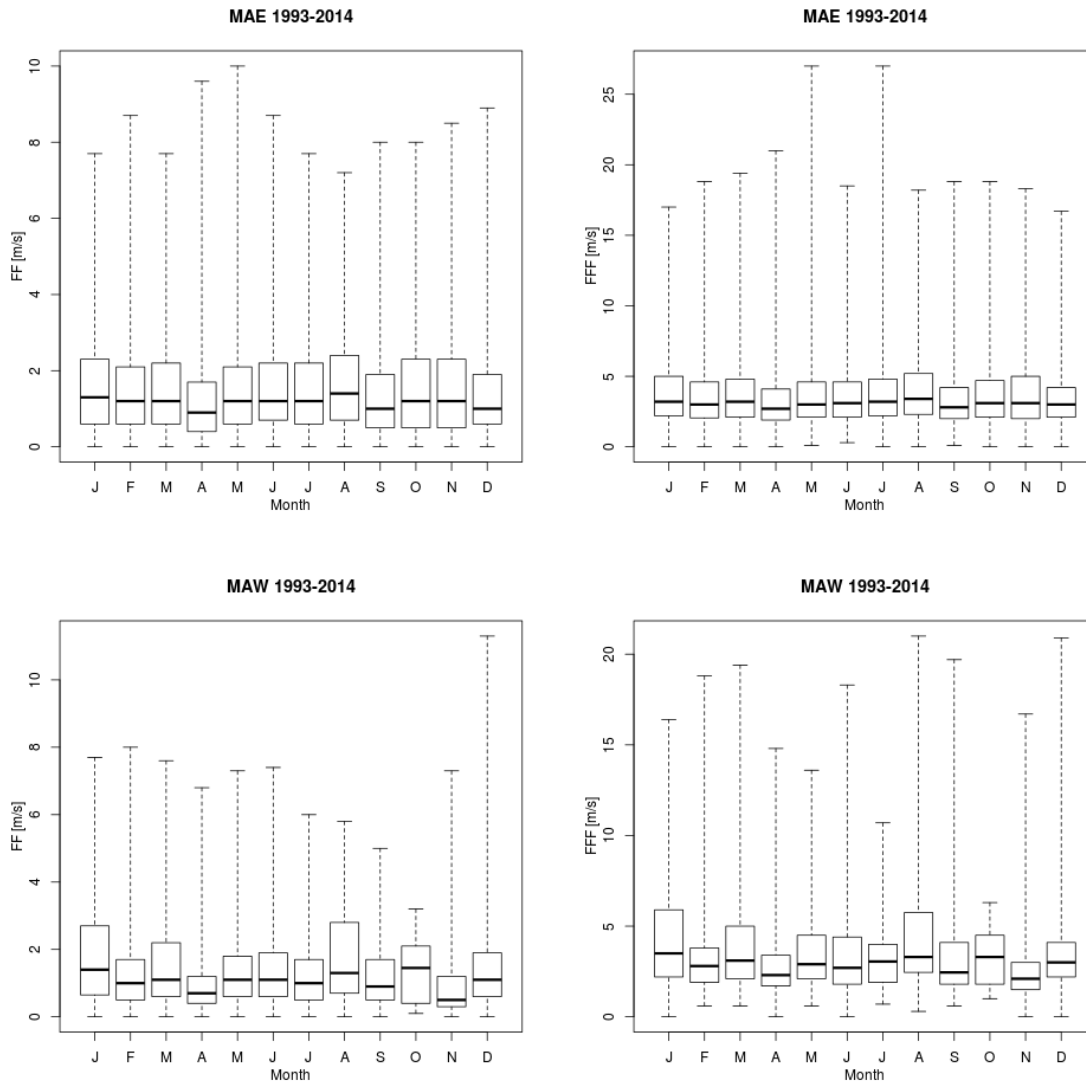 MAE 1993-2014
FF [m/s]
10
8
6
4
2
0
J F M A M J J A S O N D
Month
MAE 1993-2014
FFF [m/s]
25
20
15
10
5
0
J F M A M J J A S O N D
Month
MAW 1993-2014
FF [m/s]
10
8
6
4
2
0
J F M A M J J A S O N D
Month
MAW 1993-2014
FFF [m/s]
20
15
10
5
0
J F M A M J J A S O N D
Month